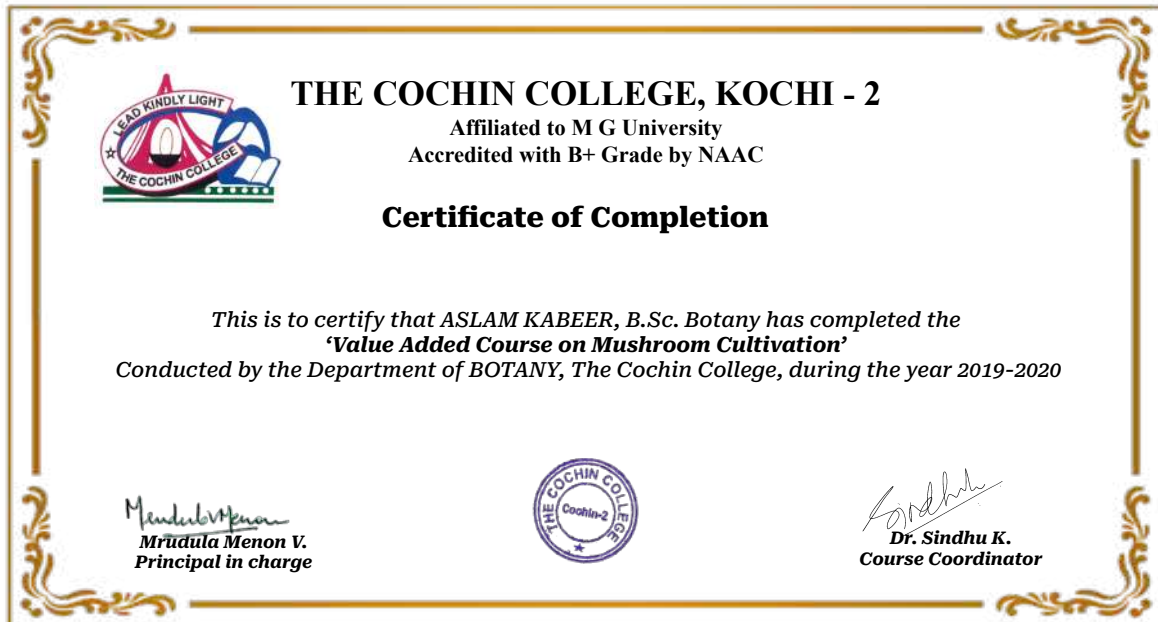 THE COCHIN COLLEGE, KOCHI - 2
Affiliated to M G University
Accredited with B+ Grade by NAAC
LEAD KINDLY LIGHT
THE COCHIN COLLEGE
Certificate of Completion
This is to certify that ASLAM KABEER, B.Sc. Botany has completed the
‘Value Added Course on Mushroom Cultivation’
Conducted by the Department of BOTANY, The Cochin College, during the year 2019-2020
Mrudula Menon V.
Principal in charge
THE COCHIN COLLEGE
Cochin-2
Sindhu
Dr. Sindhu K.
Course Coordinator